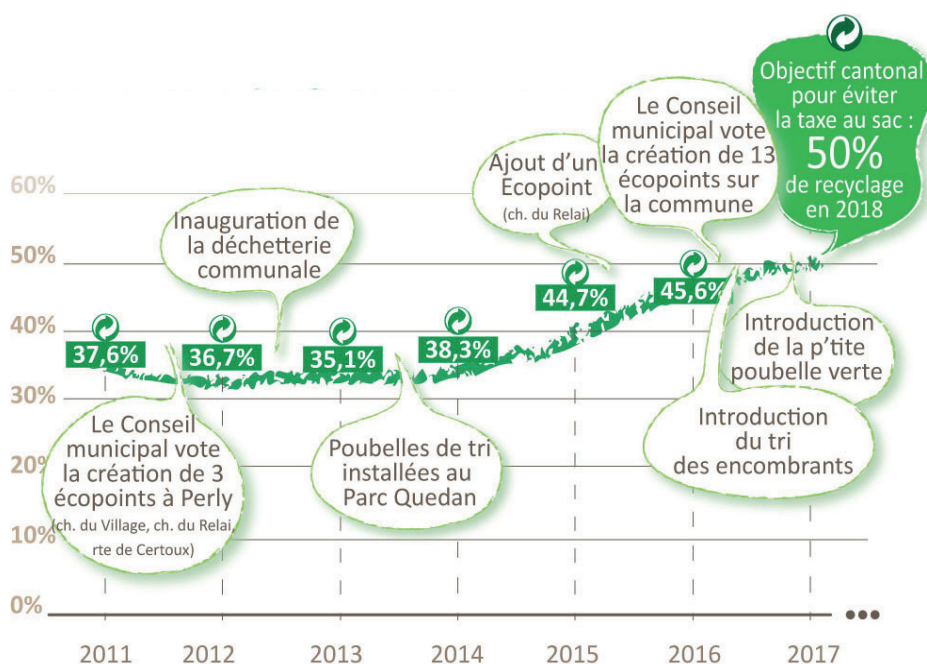 Objectif cantonal
pour éviter
la taxe au sac :
50%
de recyclage
en 2018
Le Conseil
municipal vote
la création de 13
écopoints sur
la commune
Ajout d'un
Ecopoint
(ch. du Relai)
Inauguration de
la déchetterie
communale
60%
50%
40%
30%
20%
10%
0%
37,6%
36,7%
35,1%
38,3%
44,7%
45,6%
Le Conseil
municipal vote
la création de 3
écopoints à Perly
(ch. du Village, ch. du Relai,
rte de Certoux)
Poubelles de tri
installées au
Parc Quedan
Introduction
de la p'tite
poubelle verte
Introduction
du tri
des encombrants
2011
2012
2013
2014
2015
2016
2017